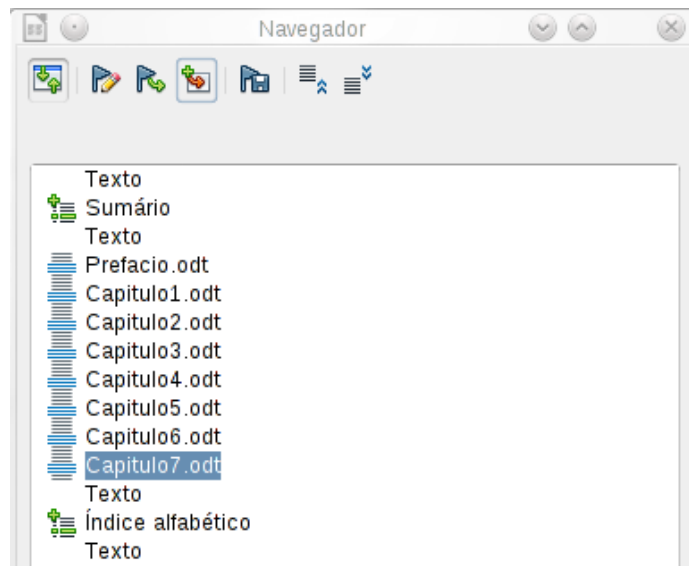 Navegador
Texto
Sumário
Texto
Prefacio.odt
Capitulo1.odt
Capitulo2.odt
Capitulo3.odt
Capitulo4.odt
Capitulo5.odt
Capitulo6.odt
Capitulo7.odt
Texto
Índice alfabético
Texto